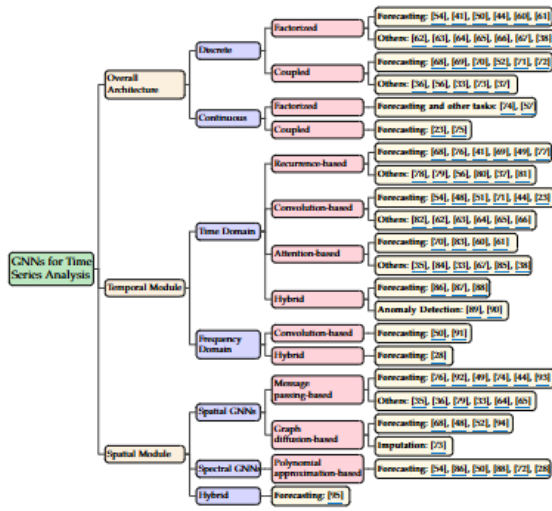 GNNs for Time
Series Analysis
Overall
Architecture
Discrete
Factorized
Forecasting: [54], [41], [50], [44], [60], [61]
Others: [62], [63], [64], [65], [66], [67], [38]
Coupled
Forecasting: [68], [69], [70], [52], [71], [72]
Others: [36], [56], [33], [73], [37]
Continuous
Factorized
Forecasting and other tasks: [74], [57]
Coupled
Forecasting: [23], [75]
Temporal Module
Time Domain
Recurrence-based
Forecasting: [68], [76], [41], [69], [49], [77]
Others: [78], [79], [56], [80], [37], [81]
Convolution-based
Forecasting: [54], [48], [51], [71], [44], [23]
Others: [82], [62], [63], [64], [65], [66]
Attention-based
Forecasting: [70], [83], [60], [61]
Others: [35], [84], [33], [67], [85], [38]
Hybrid
Forecasting: [86], [87], [88]
Anomaly Detection: [89], [90]
Frequency
Domain
Convolution-based
Forecasting: [50], [91]
Hybrid
Forecasting: [28]
Spatial Module
Spatial GNNs
Message
passing-based
Forecasting: [76], [92], [49], [74], [44], [93]
Others: [35], [36], [79], [33], [64], [65]
Graph
diffusion-based
Forecasting: [68], [48], [52], [94]
Imputation: [73]
Spectral GNNs
Polynomial
approximation-based
Forecasting: [54], [86], [50], [88], [72], [28]
Hybrid
Forecasting: [95]